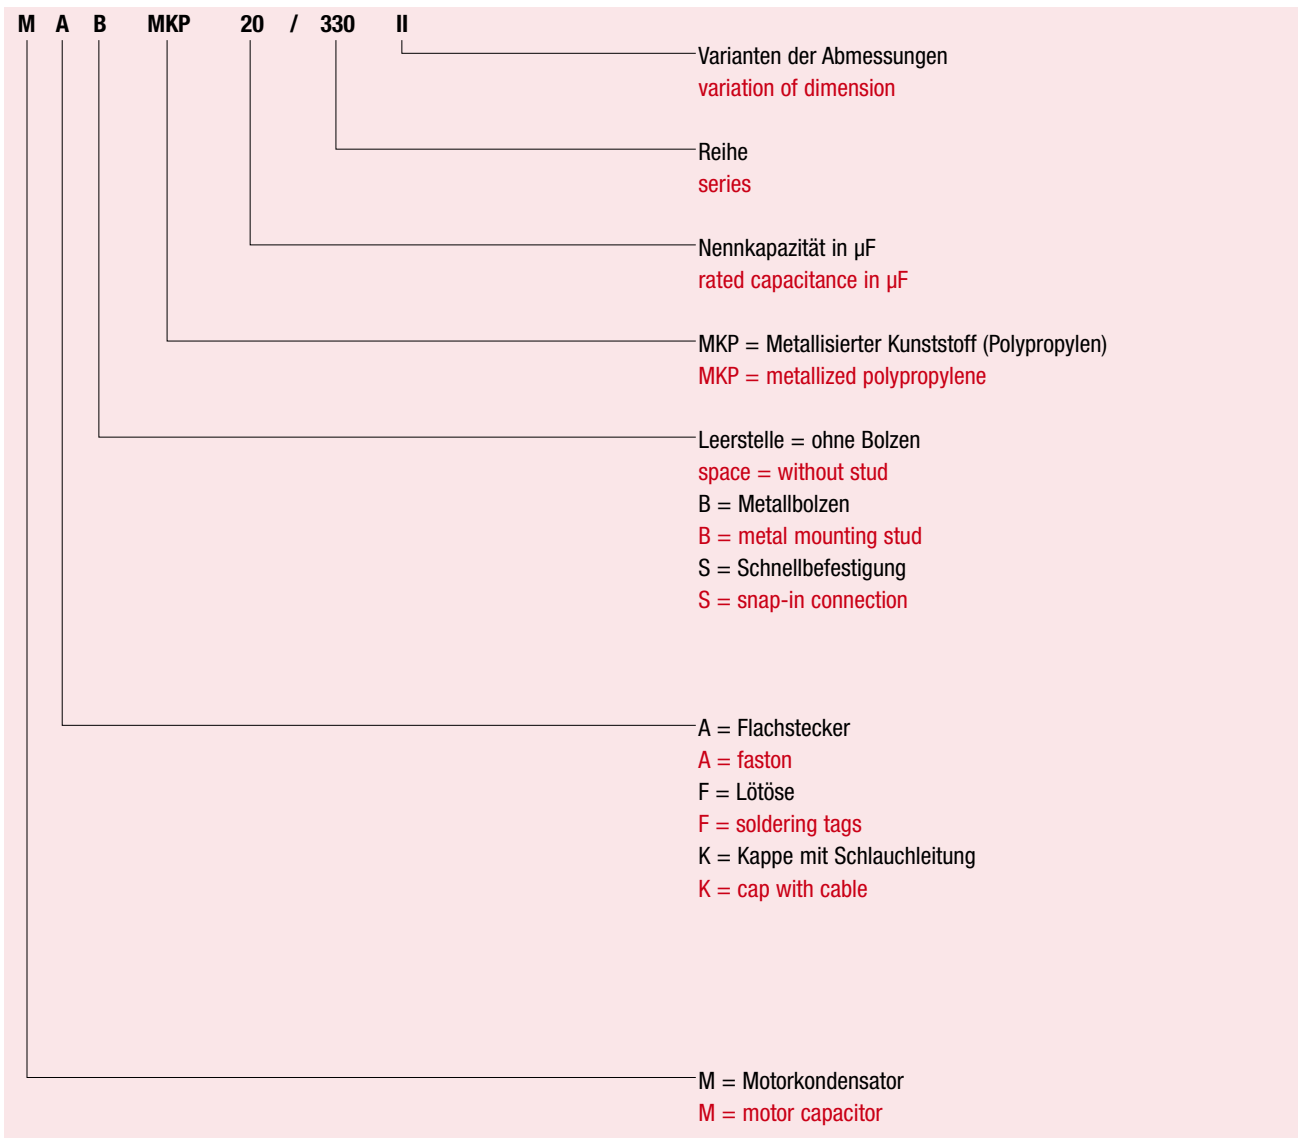 M A B MKP 20 / 330 II
Varianten der Abmessungen
variation of dimension
Reihe
series
Nennkapazität in µF
rated capacitance in µF
MKP = Metallisierter Kunststoff (Polypropylen)
MKP = metallized polypropylene
Leerstelle = ohne Bolzen
space = without stud
B = Metallbolzen
B = metal mounting stud
S = Schnellbefestigung
S = snap-in connection
A = Flachstecker
A = faston
F = Lötöse
F = soldering tags
K = Kappe mit Schlauchleitung
K = cap with cable
M = Motorkondensator
M = motor capacitor